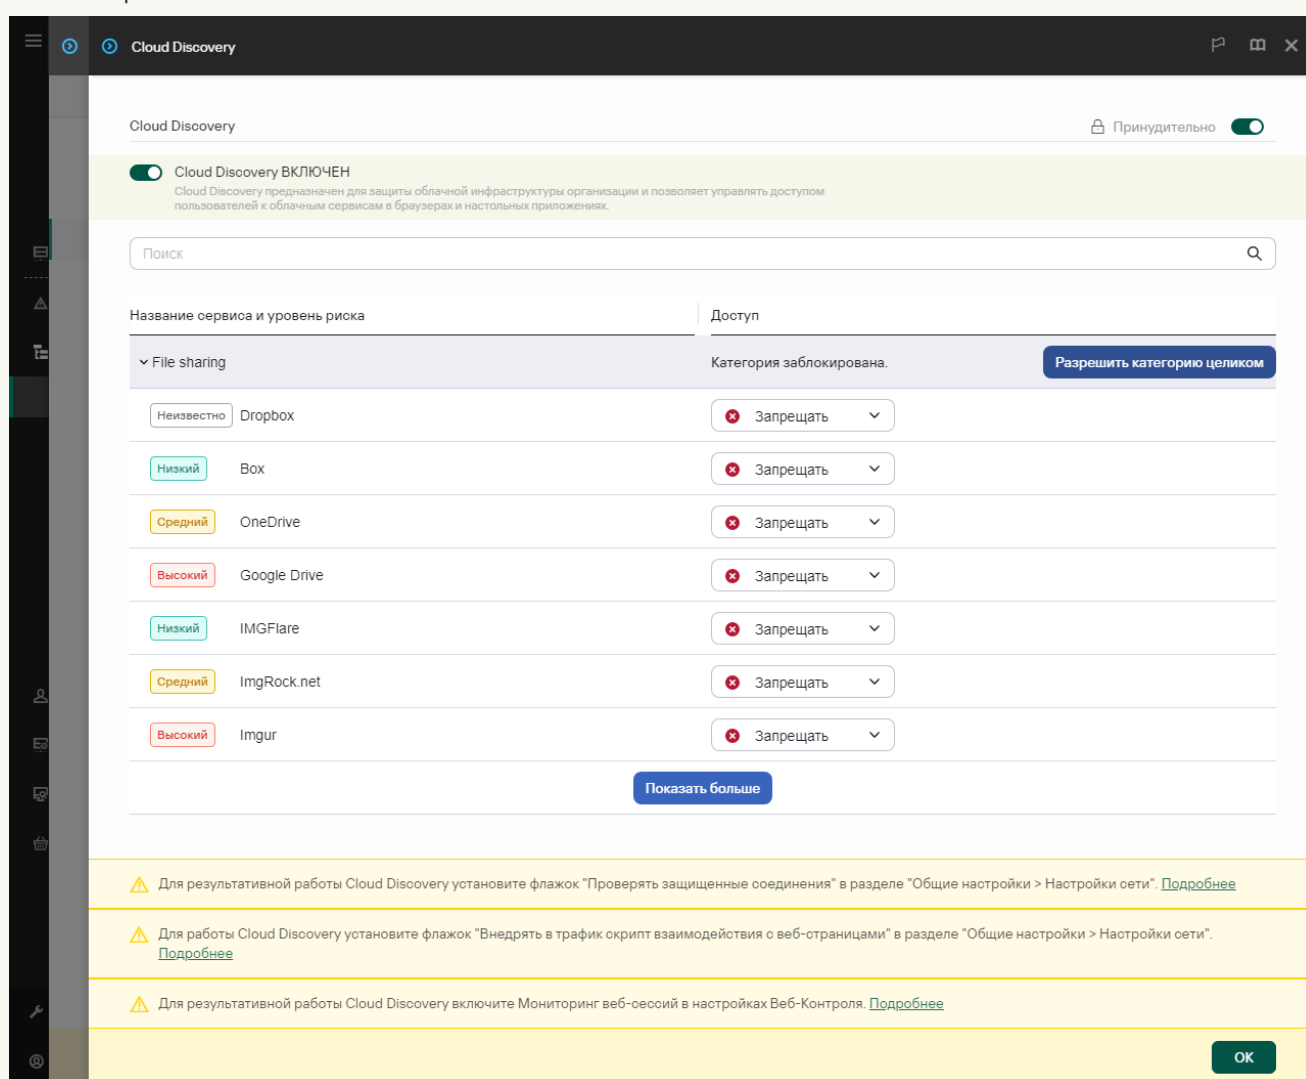 Cloud Discovery
Cloud Discovery
Принудительно
Cloud Discovery ВКЛЮЧЕН
Cloud Discovery предназначен для защиты облачной инфраструктуры организации и позволяет управлять доступом
пользователей к облачным сервисам в браузерах и настольных приложениях.
Поиск
Название сервиса и уровень риска
Доступ
File sharing
Категория заблокирована.
Разрешить категорию целиком
Неизвестно Dropbox
Запрещать
Низкий Box
Запрещать
Средний OneDrive
Запрещать
Высокий Google Drive
Запрещать
Низкий IMGFlare
Запрещать
Средний ImgRock.net
Запрещать
Высокий Imgur
Запрещать
Показать больше
Для результативной работы Cloud Discovery установите флажок "Проверять защищенные соединения" в разделе "Общие настройки > Настройки сети". Подробнее
Для работы Cloud Discovery установите флажок "Внедрять в трафик скрипт взаимодействия с веб-страницами" в разделе "Общие настройки > Настройки сети".
Подробнее
Для результативной работы Cloud Discovery включите Мониторинг веб-сессий в настройках Веб-Контроля. Подробнее
ОК